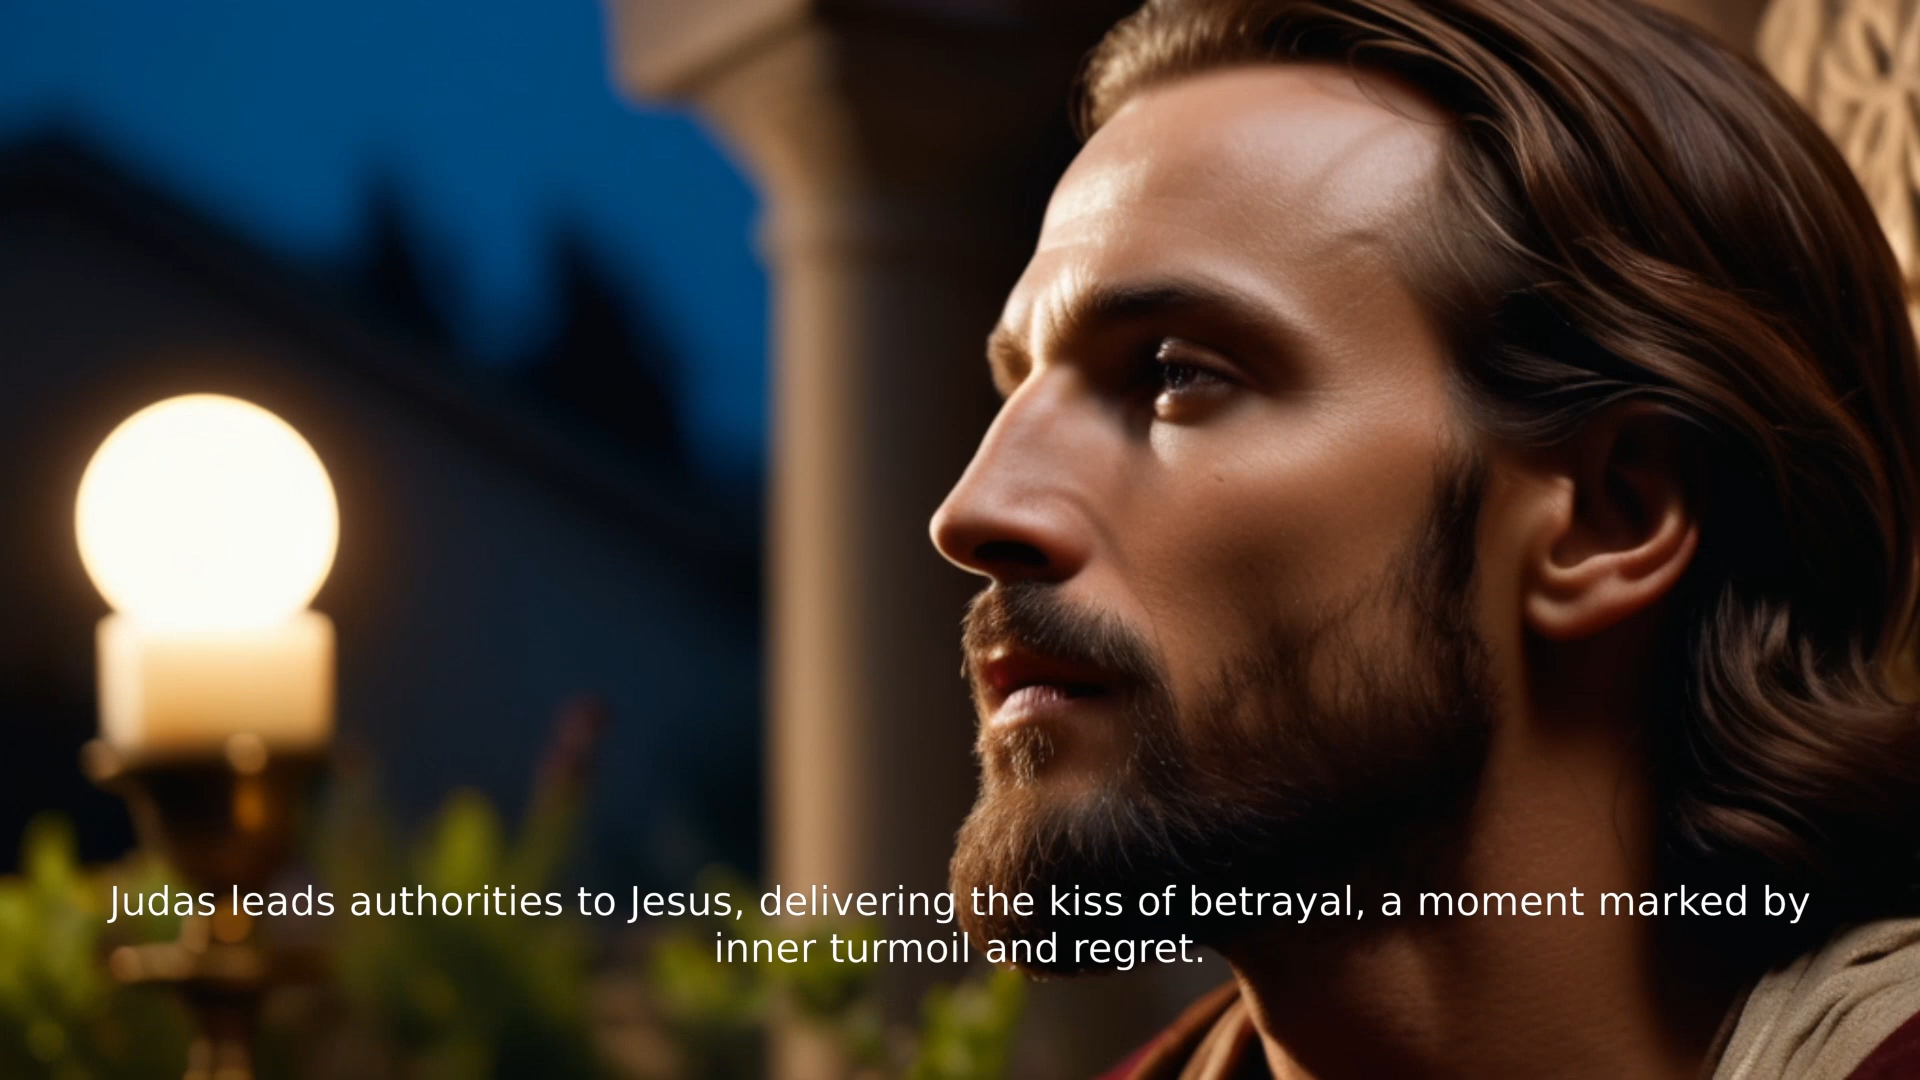 Judas leads authorities to Jesus, delivering the kiss of betrayal, a moment marked by
inner turmoil and regret.